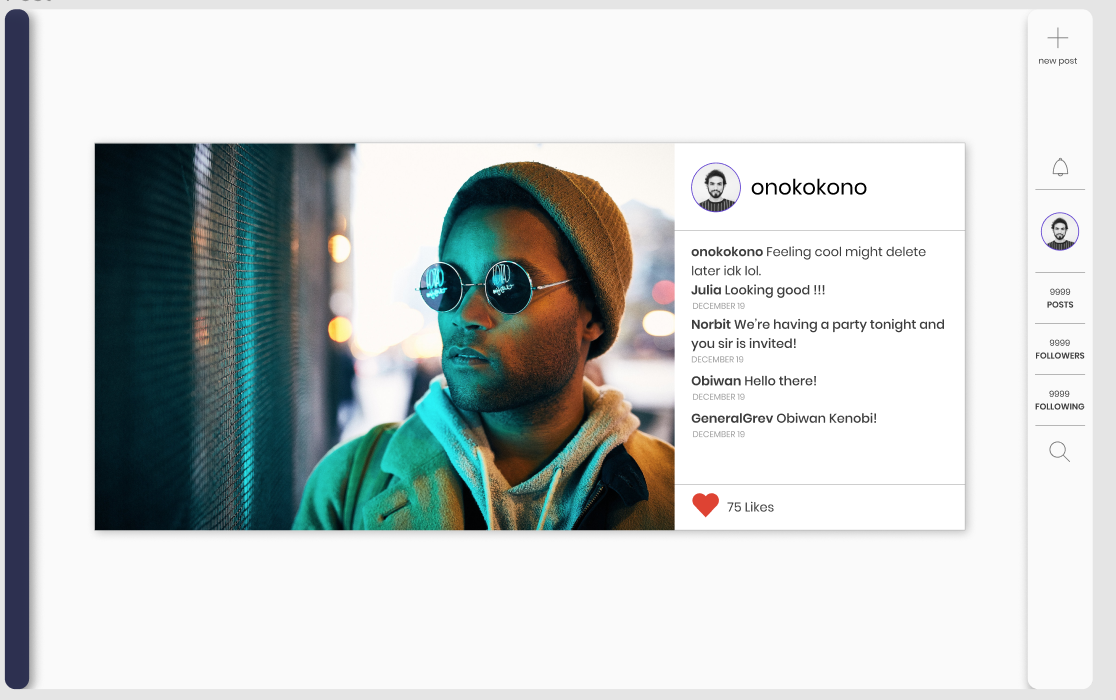 new post
onokokono
onokokono Feeling cool might delete
later idk lol.
Julia Looking good !!!
DECEMBER 19
Norbit We're having a party tonight and
you sir is invited!
DECEMBER 19
Obiwan Hello there!
DECEMBER 19
GeneralGrev Obiwan Kenobi!
DECEMBER 19
75 Likes
9999
POSTS
9999
FOLLOWERS
9999
FOLLOWING